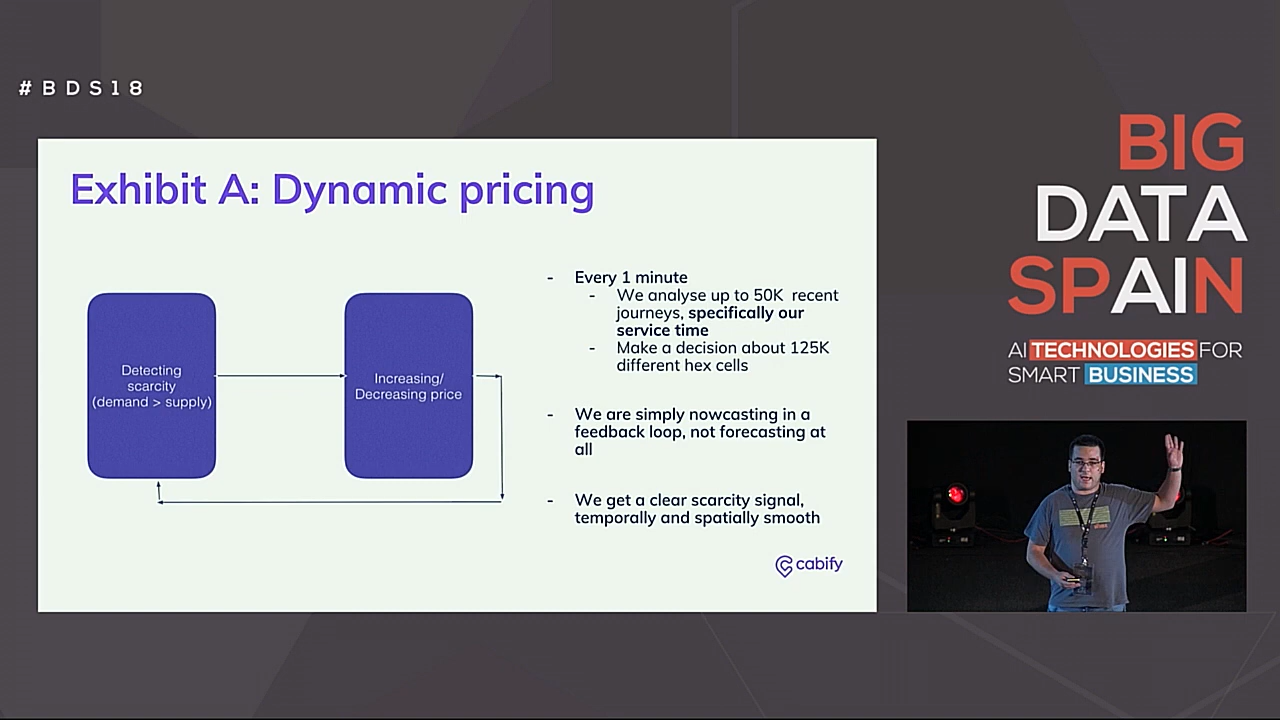 #BDS18
Exhibit A: Dynamic pricing
Detecting
scarcity
(demand > supply)
Increasing/
Decreasing price
- Every 1 minute
- We analyse up to 50K recent
journeys, specifically our
service time
- Make a decision about 125K
different hex cells
- We are simply nowcasting in a
feedback loop, not forecasting at
all
- We get a clear scarcity signal,
temporally and spatially smooth
cabify
BIG
DATA
SPAIN
AI TECHNOLOGIES FOR
SMART BUSINESS